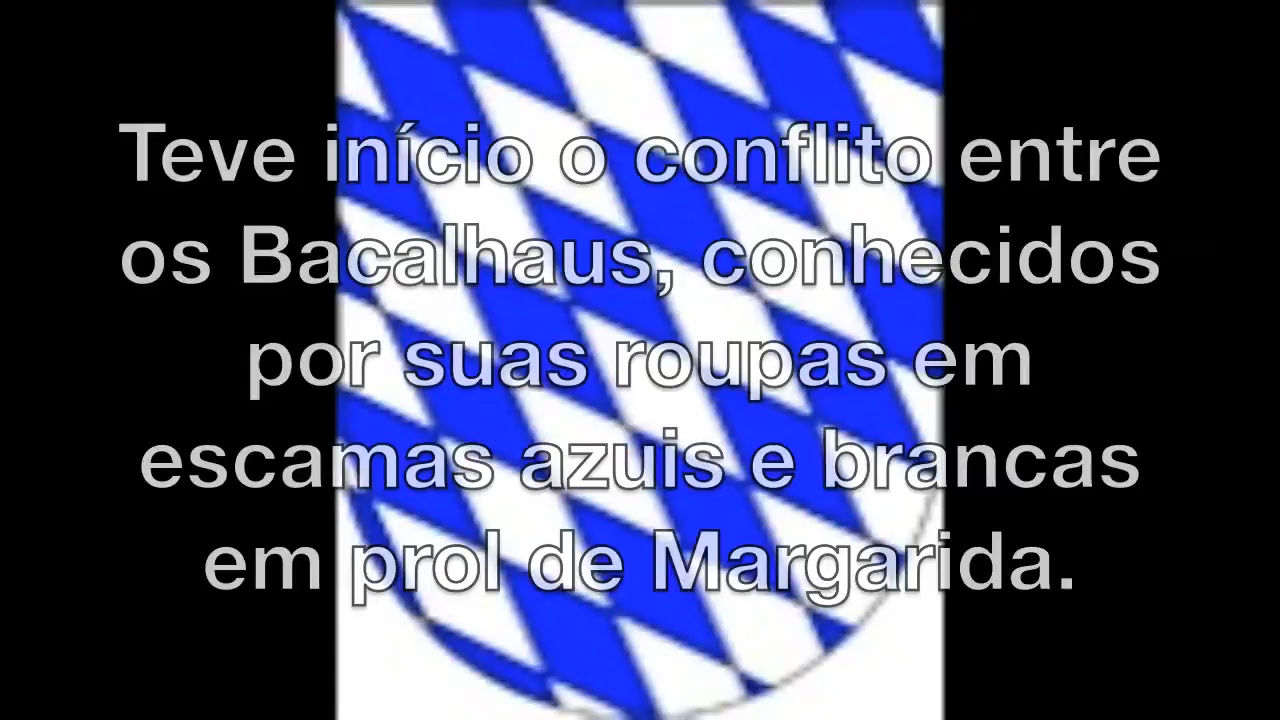 Teve início o conflito entre
os Bacalhaus, conhecidos
por suas roupas em
escamas azuis e brancas
em prol de Margarida.